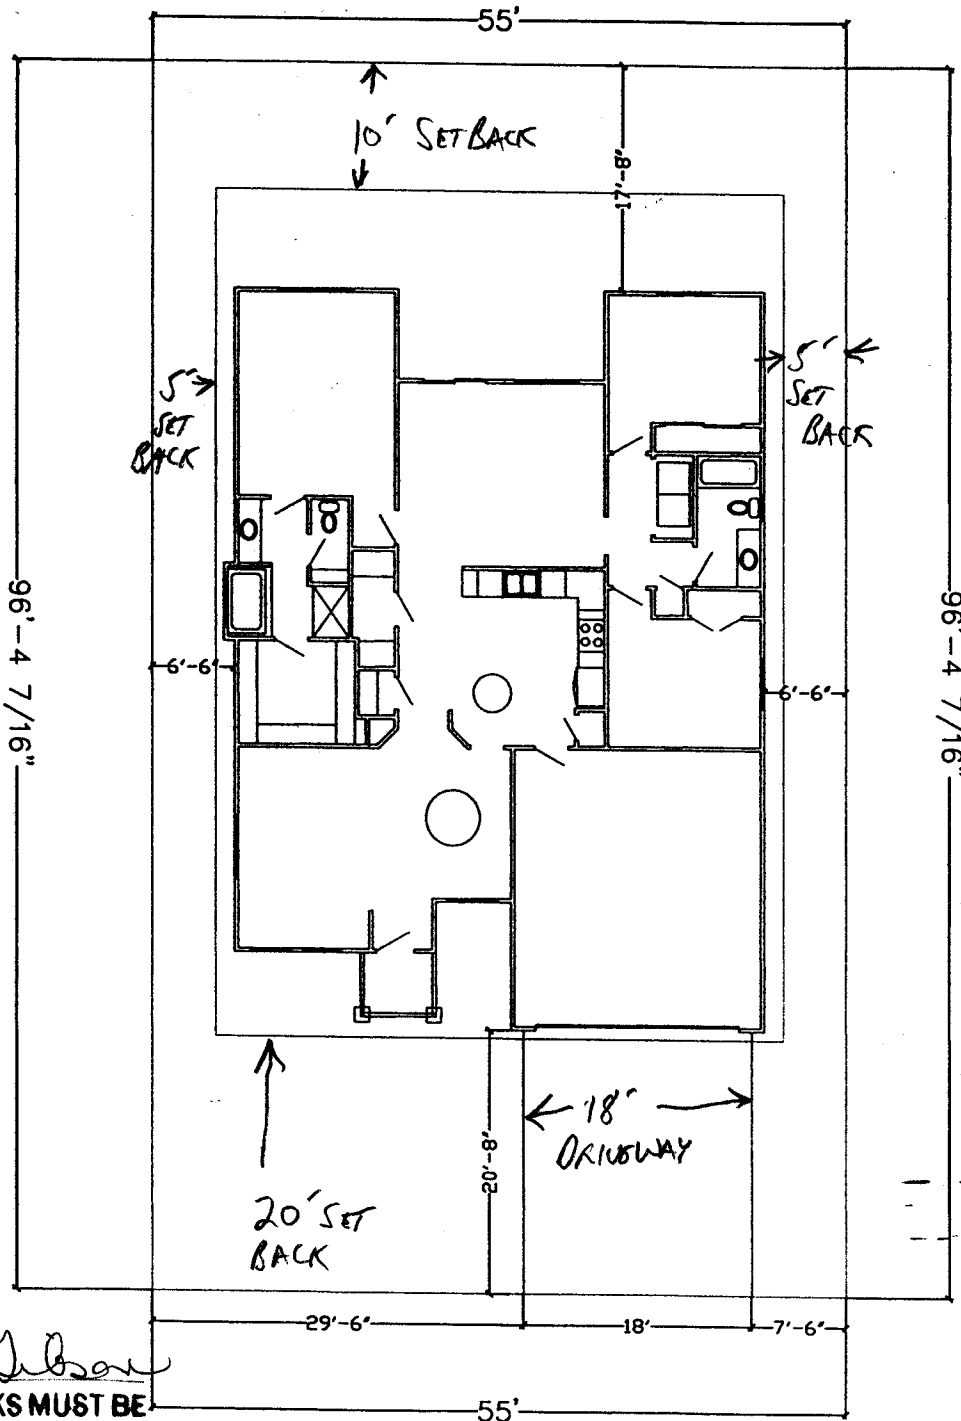 55'
10' SETBACK
17'-8"
5'
SET
BACK
5'
SET
BACK
96'-4 7/16"
96'-4 7/16"
6'-6"
6'-6"
18'
DRIVEWAY
20'-8"
20' SET
BACK
29'-6"
18'
7'-6"
Gibson
KS MUST BE
55'